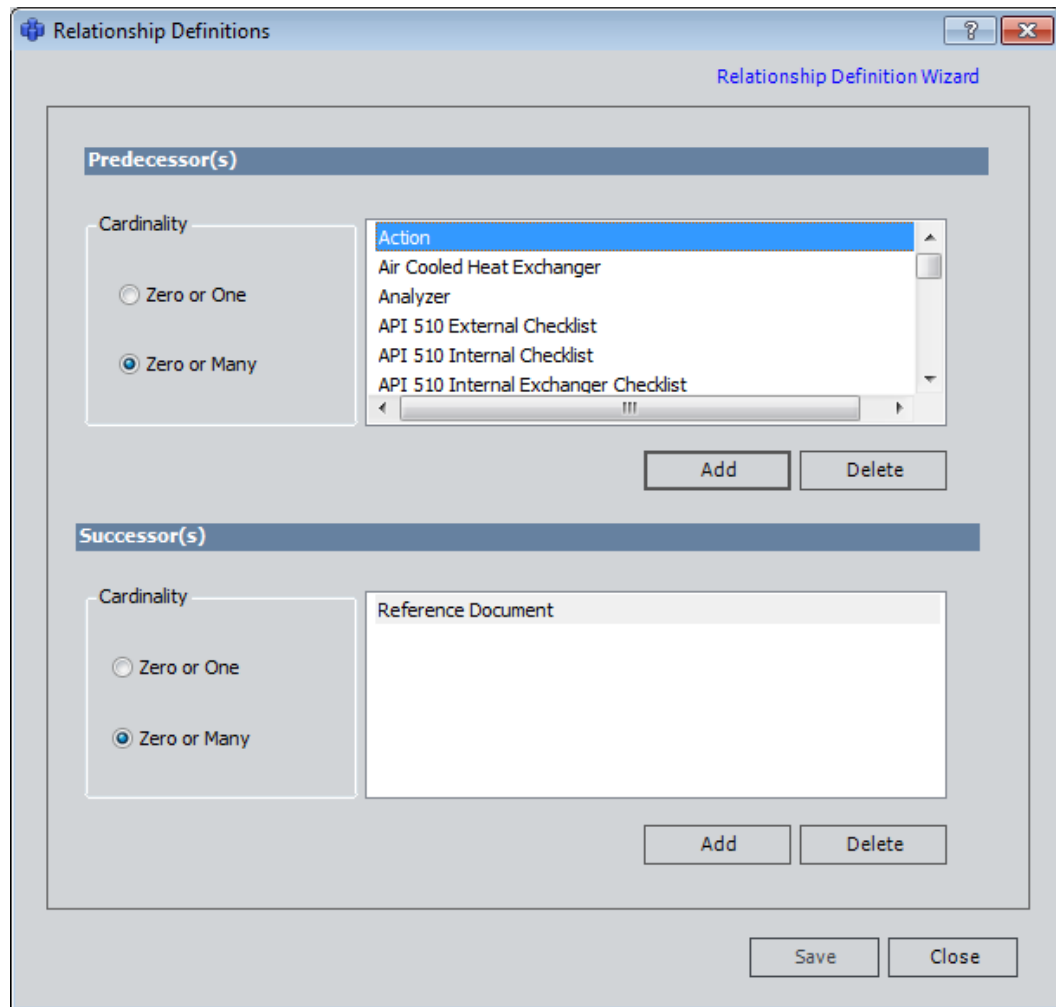 Relationship Definitions
Relationship Definition Wizard
Predecessor(s)
Cardinality
Zero or One
Zero or Many
Action
Air Cooled Heat Exchanger
Analyzer
API 510 External Checklist
API 510 Internal Checklist
API 510 Internal Exchanger Checklist
Add Delete
Successor(s)
Cardinality
Zero or One
Zero or Many
Reference Document
Add Delete
Save Close